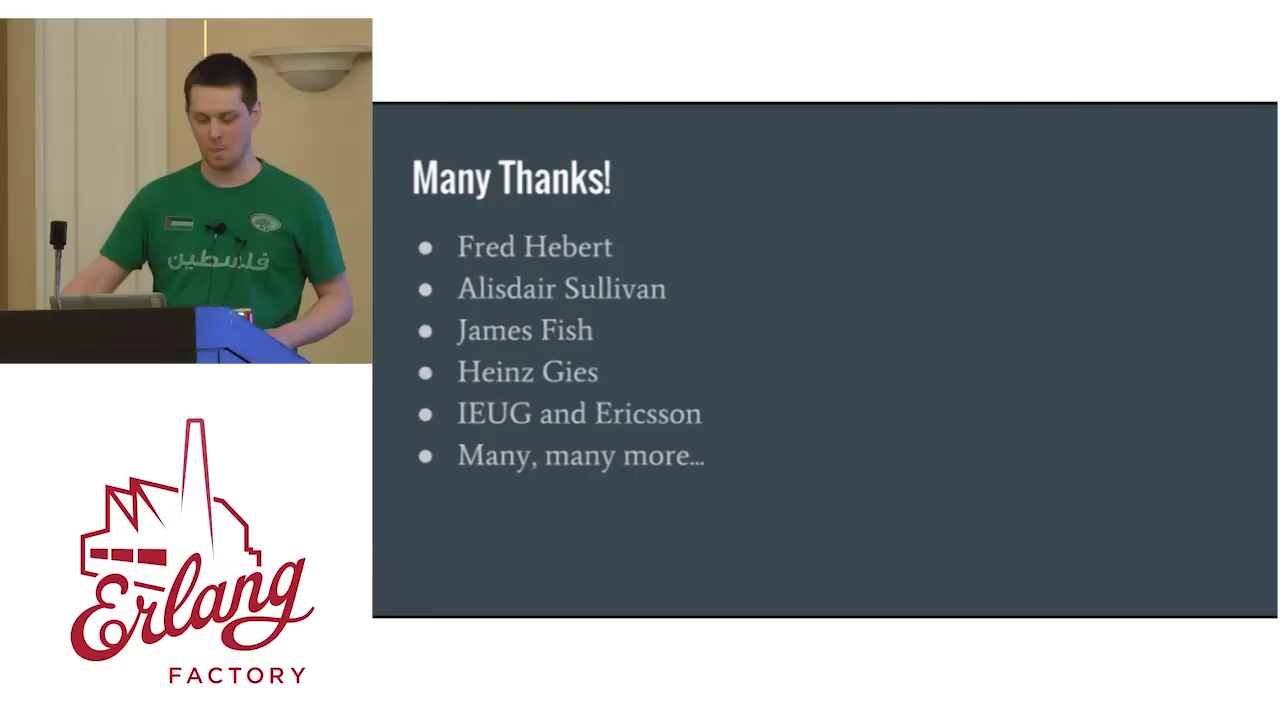 فلسطين
Many Thanks!
Fred Hebert
Alisdair Sullivan
James Fish
Heinz Gies
IEUG and Ericsson
Many, many more...
Erlang
FACTORY